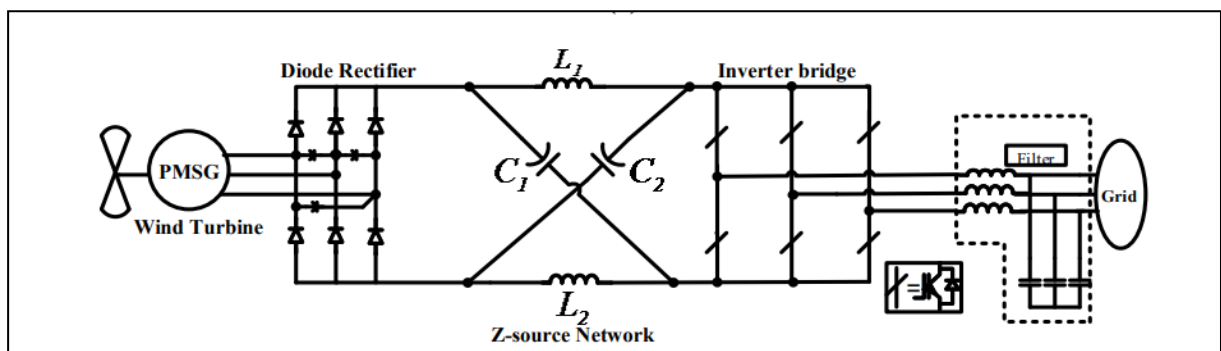 Diode Rectifier
L1
Inverter bridge
PMSG
C1
C2
Filter
Grid
Wind Turbine
L2
=
Z-source Network